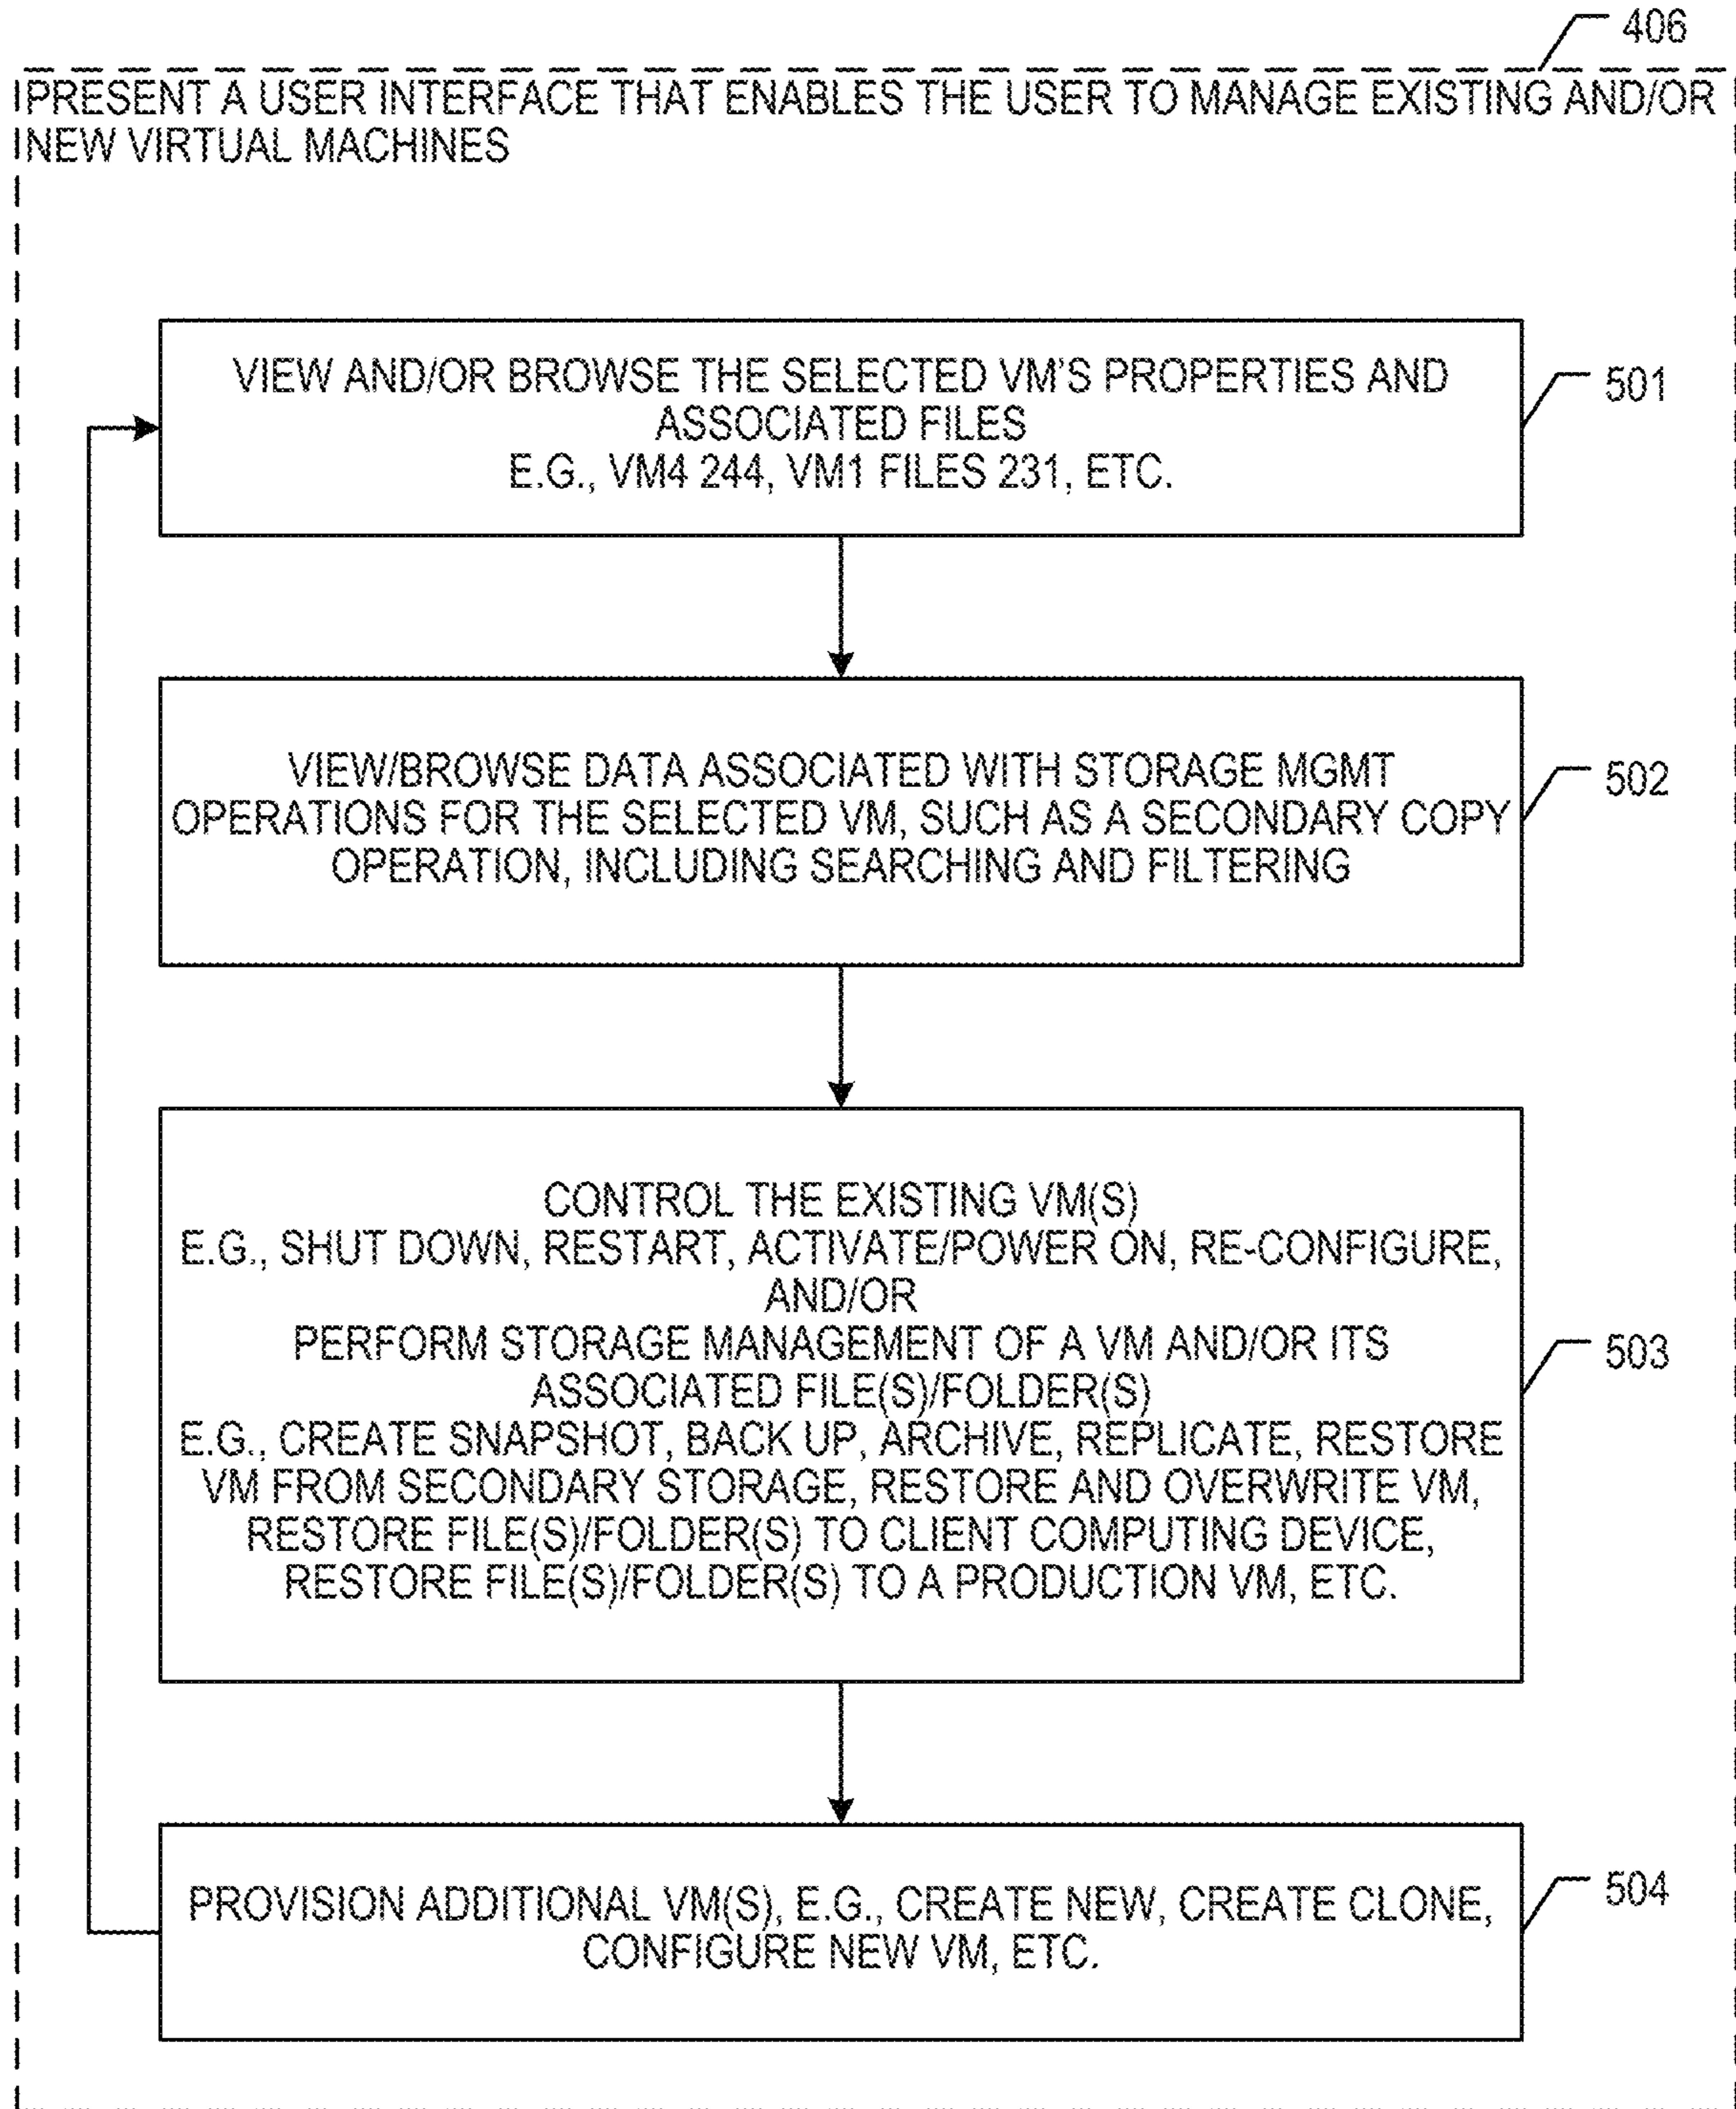 406
PRESENT A USER INTERFACE THAT ENABLES THE USER TO MANAGE EXISTING AND/OR
NEW VIRTUAL MACHINES
VIEW AND/OR BROWSE THE SELECTED VM'S PROPERTIES AND
ASSOCIATED FILES
E.G., VM4 244, VM1 FILES 231, ETC.
501
VIEW/BROWSE DATA ASSOCIATED WITH STORAGE MGMT
OPERATIONS FOR THE SELECTED VM, SUCH AS A SECONDARY COPY
OPERATION, INCLUDING SEARCHING AND FILTERING
502
CONTROL THE EXISTING VM(S)
E.G., SHUT DOWN, RESTART, ACTIVATE/POWER ON, RE-CONFIGURE,
AND/OR
PERFORM STORAGE MANAGEMENT OF A VM AND/OR ITS
ASSOCIATED FILE(S)/FOLDER(S)
E.G., CREATE SNAPSHOT, BACK UP, ARCHIVE, REPLICATE, RESTORE
VM FROM SECONDARY STORAGE, RESTORE AND OVERWRITE VM,
RESTORE FILE(S)/FOLDER(S) TO CLIENT COMPUTING DEVICE,
RESTORE FILE(S)/FOLDER(S) TO A PRODUCTION VM, ETC.
503
PROVISION ADDITIONAL VM(S), E.G., CREATE NEW, CREATE CLONE,
CONFIGURE NEW VM, ETC.
504